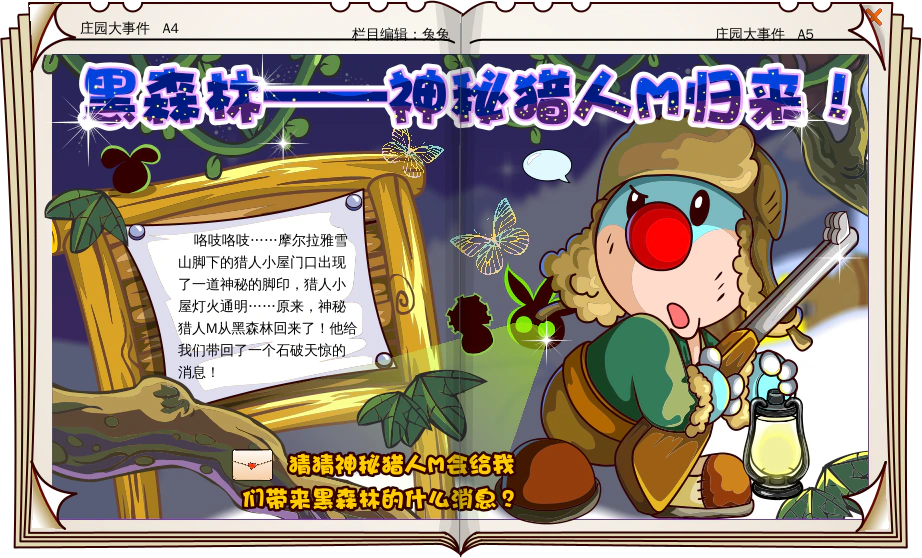 庄园大事件 A4
栏目编辑：兔兔
庄园大事件 A5
黑森林——神秘猎人M归来！
咯吱咯吱……摩尔拉雅雪
山脚下的猎人小屋门口出现
了一道神秘的脚印，猎人小
屋灯火通明……原来，神秘
猎人M从黑森林回来了！他给
我们带回了一个石破天惊的
消息！
猜猜神秘猎人M会给我
们带来黑森林的什么消息？